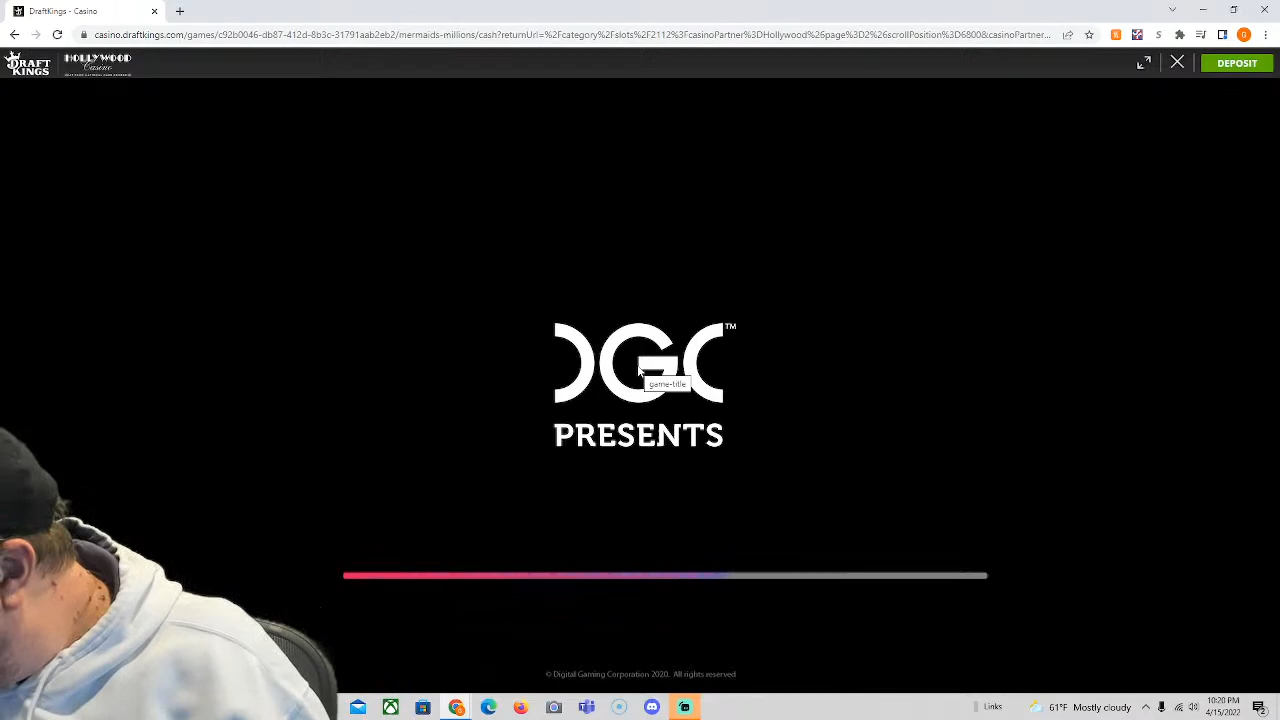 DraftKings - Casino
casino.draftkings.com/games/c92b0046-db87-412d-8b3c-31791aab2eb2/mermaids-millions/cash?returnUrl=%2Fcategory%2Fslots%2F112%3FcasinoPartner%3DHollywood%26page%3D2%26scrollPosition%3D6800&casinoPartner...
DRAFT KINGS
HOLLYWOOD Casino
DEPOSIT
DGC™
game-title
PRESENTS
© Digital Gaming Corporation 2020. All rights reserved
Links
61°F Mostly cloudy
10:20 PM
4/11/2022